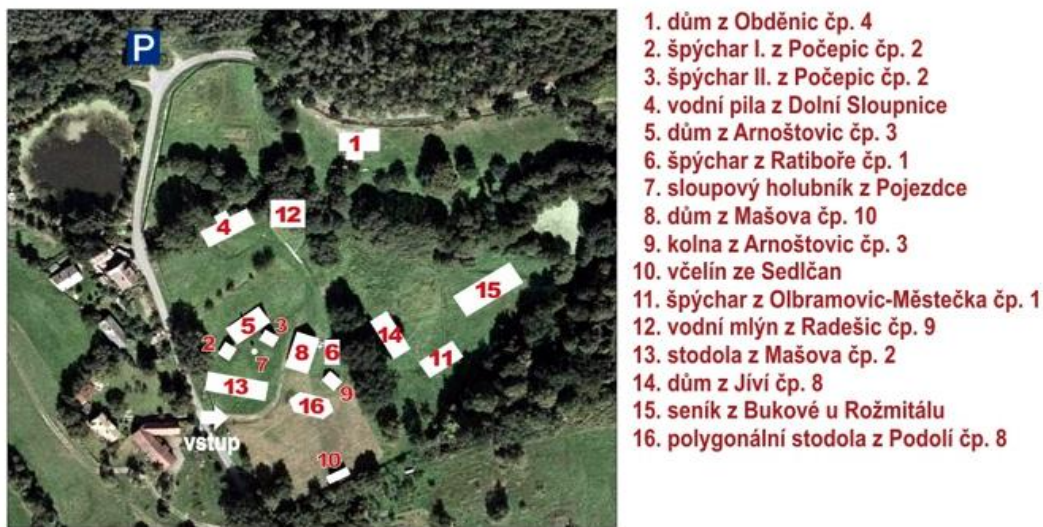 P
1
12
4
15
5
3
2
14
8
6
11
7
9
13
16
vstup
10
1. dům z Obděnic čp. 4
2. špýchar I. z Počepic čp. 2
3. špýchar II. z Počepic čp. 2
4. vodní pila z Dolní Sloupnice
5. dům z Arnoštovic čp. 3
6. špýchar z Ratiboře čp. 1
7. sloupový holubník z Pojezdce
8. dům z Mašova čp. 10
9. kolna z Arnoštovic čp. 3
10. včelín ze Sedlčan
11. špýchar z Olbramovic-Městečka čp. 1
12. vodní mlýn z Radešic čp. 9
13. stodola z Mašova čp. 2
14. dům z Jíví čp. 8
15. seník z Bukové u Rožmitálu
16. polygonální stodola z Podolí čp. 8